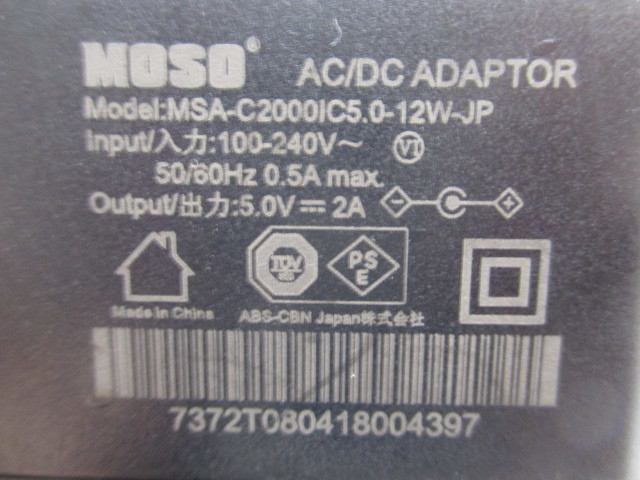 MOSO® AC/DC ADAPTOR
Model:MSA-C2000IC5.0-12W-JP
Input/入力:100-240V~ VI
50/60Hz 0.5A max.
Output/出力:5.0V⎓2A - +
TÜV PSE
Made in China ABS-CBN Japan株式会社
7372T080418004397